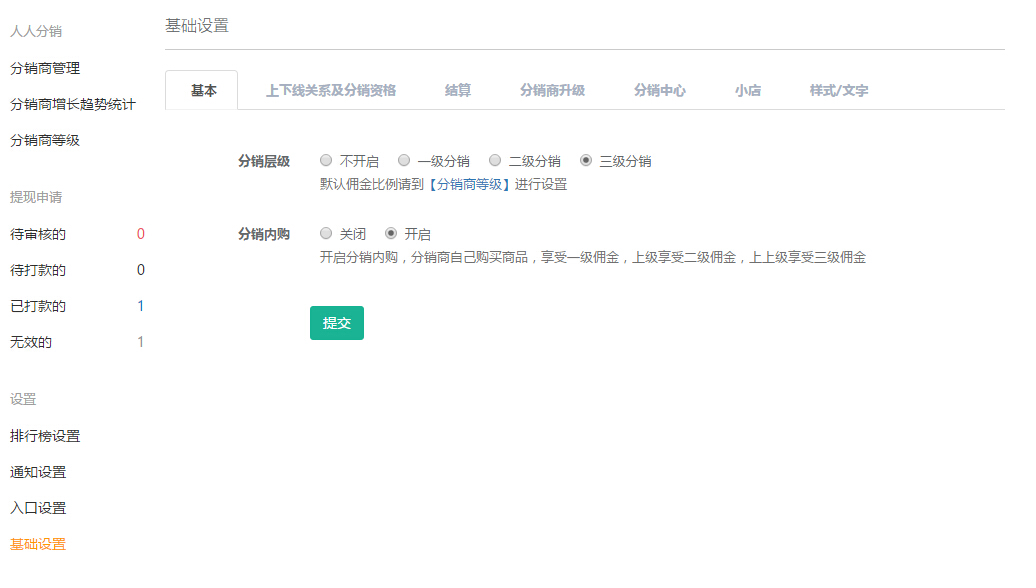 人人分销
分销商管理
分销商增长趋势统计
分销商等级
提现申请
待审核的 0
待打款的 0
已打款的 1
无效的 1
设置
排行榜设置
通知设置
入口设置
基础设置
基础设置
基本 上下线关系及分销资格 结算 分销商升级 分销中心 小店 样式/文字
分销层级 不开启 一级分销 二级分销 三级分销
默认佣金比例请到【分销商等级】进行设置
分销内购 关闭 开启
开启分销内购，分销商自己购买商品，享受一级佣金，上级享受二级佣金，上上级享受三级佣金
提交